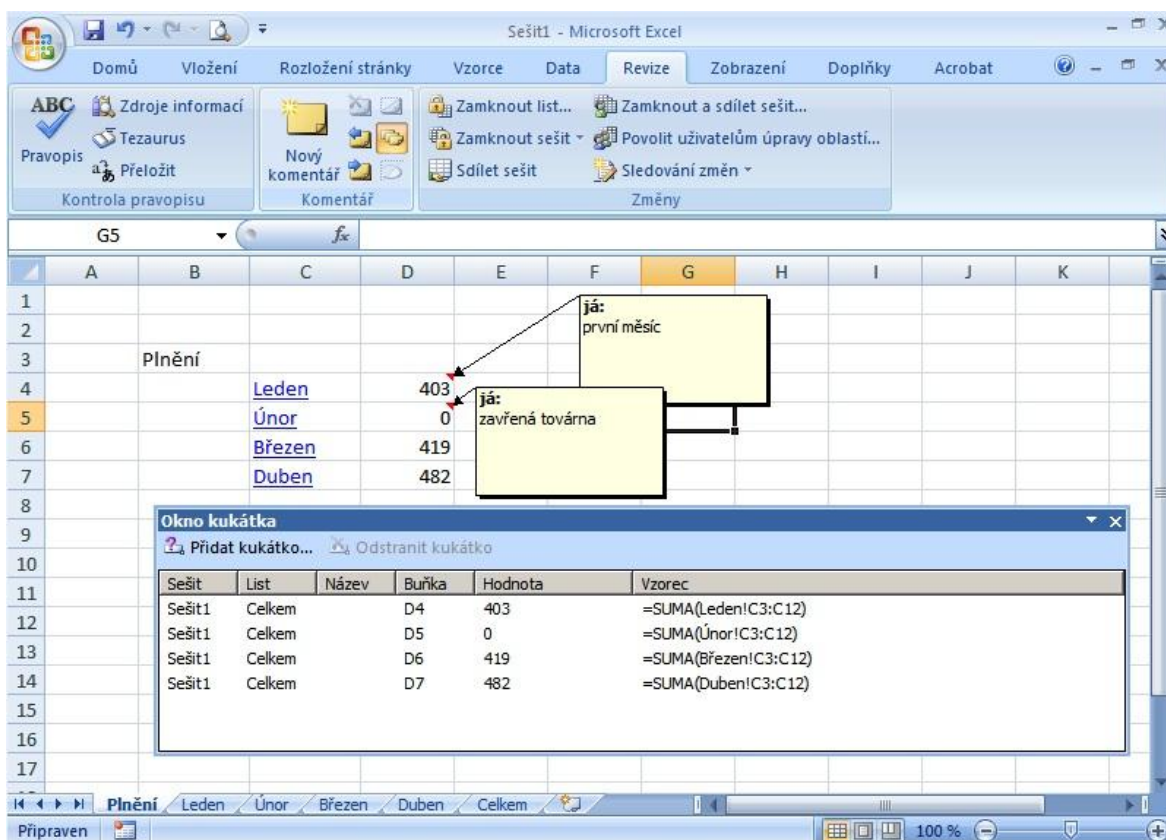 Sešit1 - Microsoft Excel
Domů Vložení Rozložení stránky Vzorce Data Revize Zobrazení Doplňky Acrobat
ABC Pravopis
Zdroje informací
Tezaurus
Přeložit
Kontrola pravopisu
Nový komentář
Komentář
Zamknout list...
Zamknout sešit
Sdílet sešit
Zamknout a sdílet sešit...
Povolit uživatelům úpravy oblastí...
Sledování změn
Změny
G5 fx
A B C D E F G H I J K
1
2
3 Plnění
4 Leden 403
5 Únor 0
6 Březen 419
7 Duben 482
8
9
10
11
12
13
14
15
16
17
já:
první měsíc
já:
zavřená továrna
Okno kukátka
Přidat kukátko... Odstranit kukátko
Sešit List Název Buňka Hodnota Vzorec
Sešit1 Celkem D4 403 =SUMA(Leden!C3:C12)
Sešit1 Celkem D5 0 =SUMA(Únor!C3:C12)
Sešit1 Celkem D6 419 =SUMA(Březen!C3:C12)
Sešit1 Celkem D7 482 =SUMA(Duben!C3:C12)
Plnění Leden Únor Březen Duben Celkem
Připraven 100 %